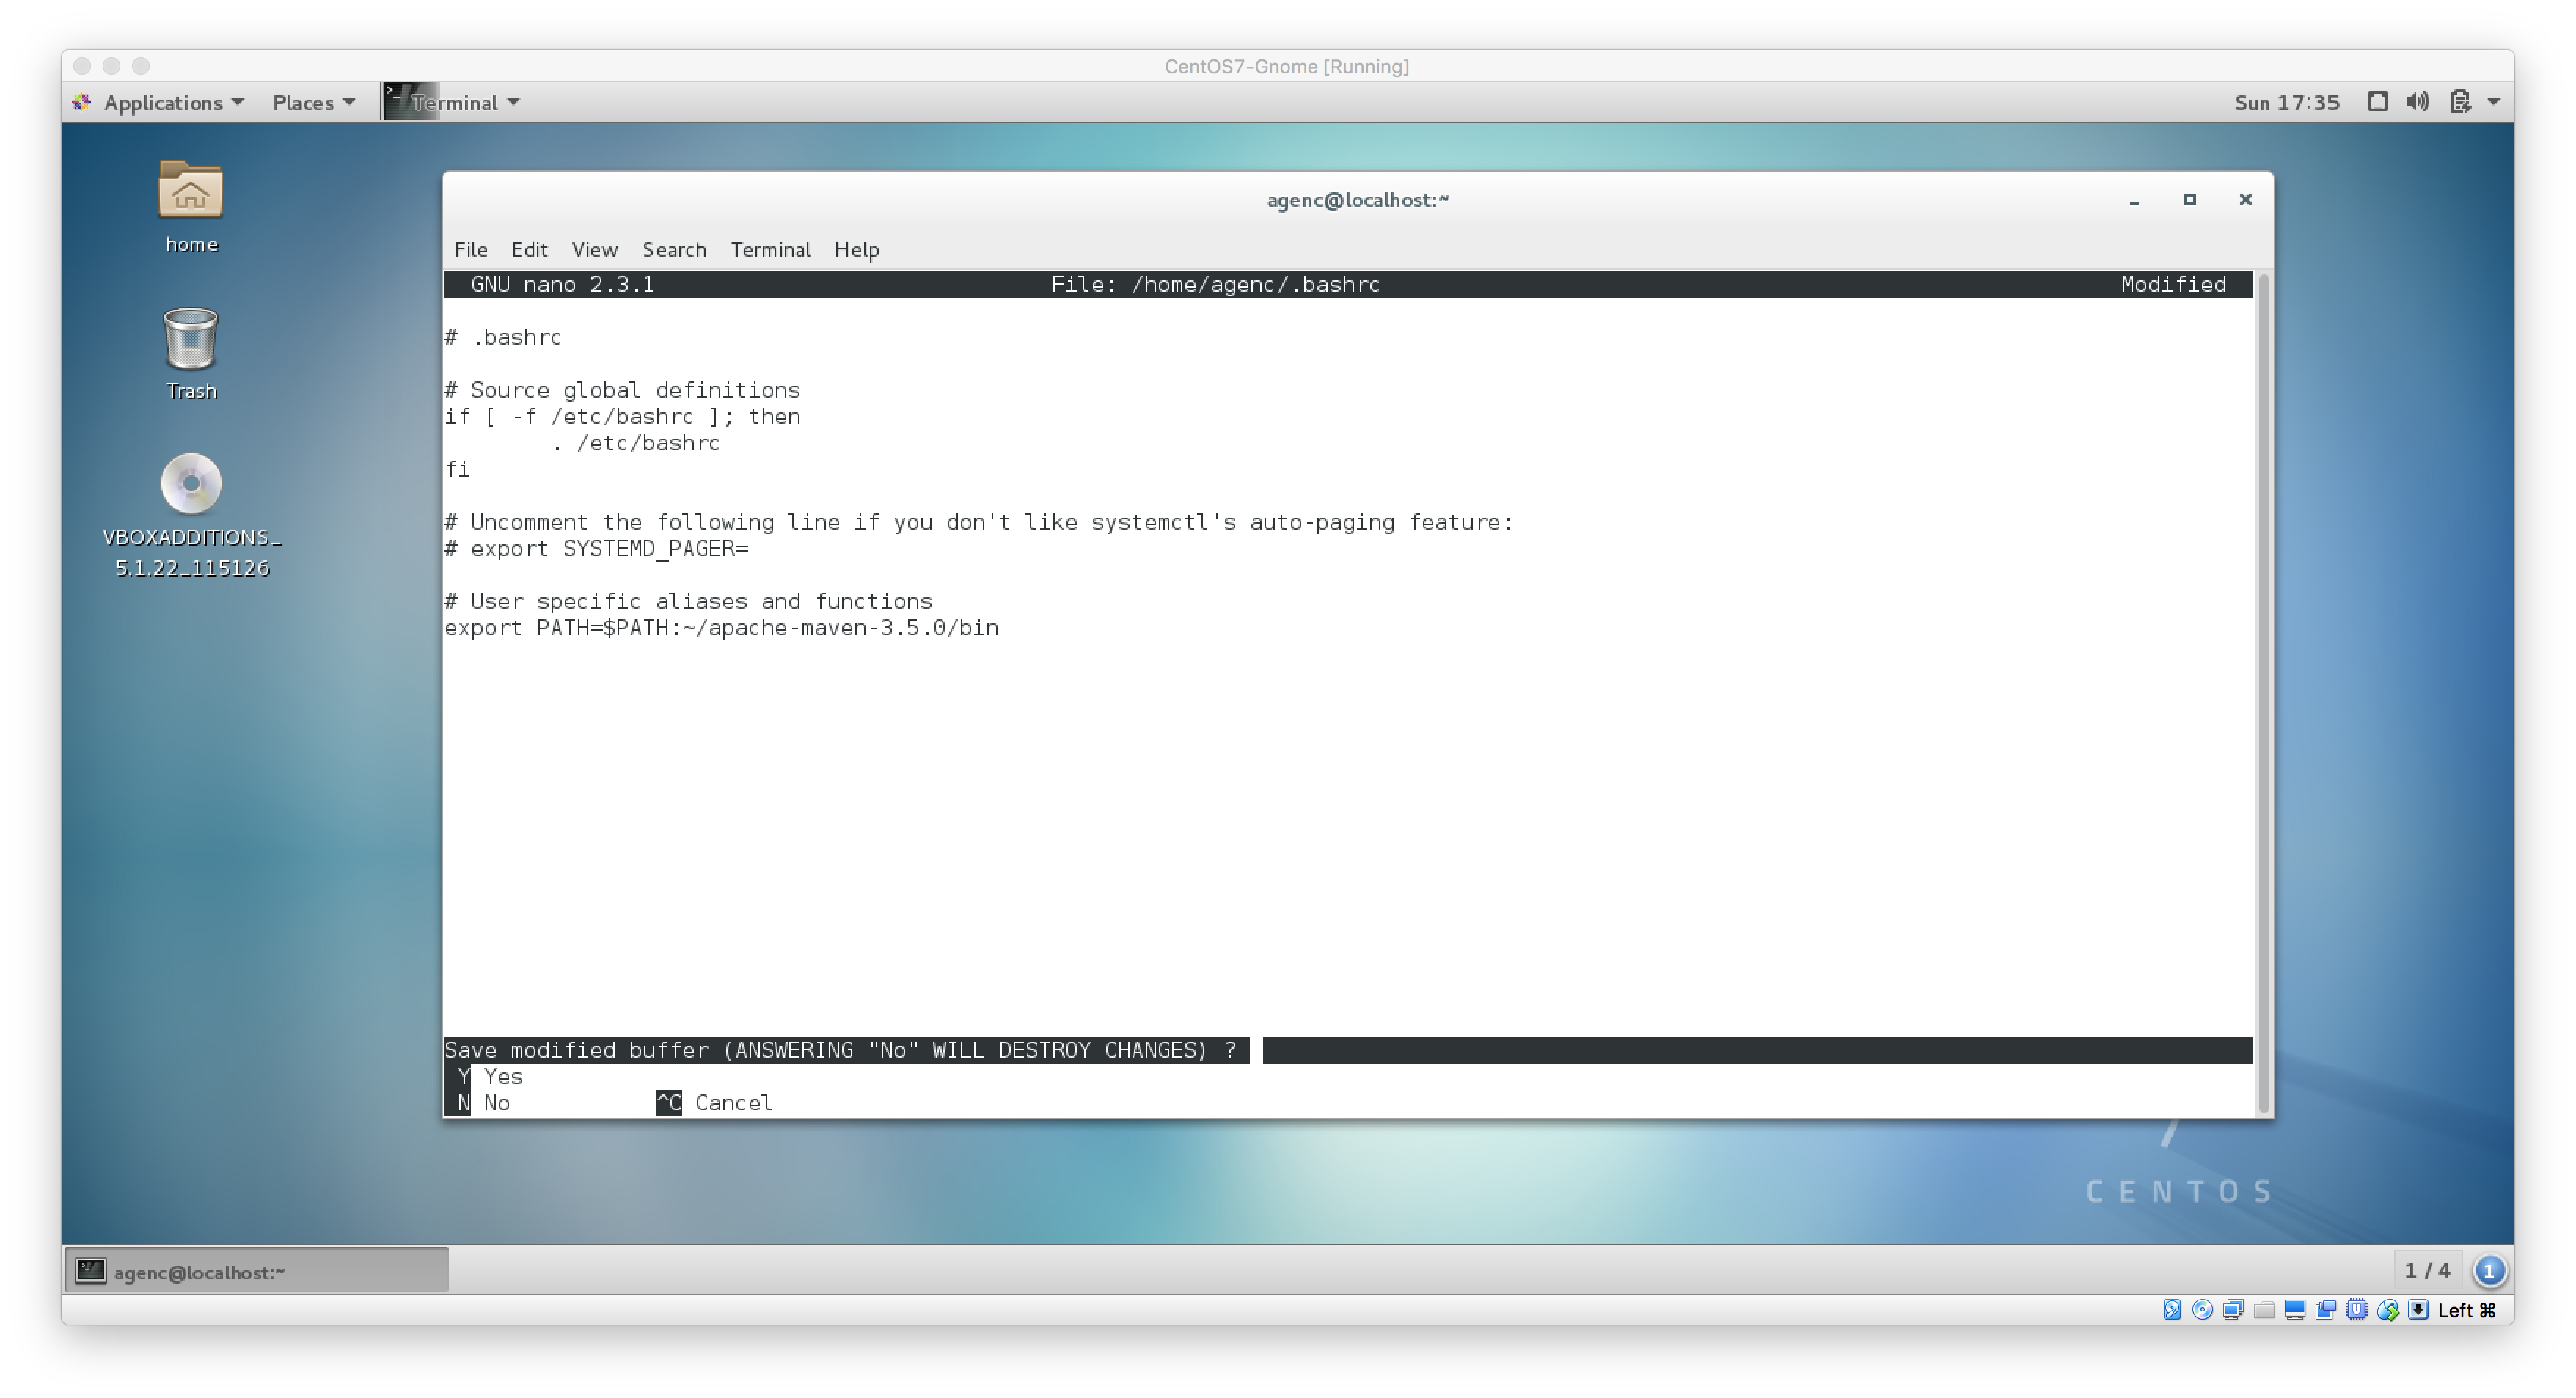 CentOS7-Gnome [Running]
Applications Places Terminal Sun 17:35
home
Trash
VBOXADDITIONS_
5.1.22_115126
agenc@localhost:~
File Edit View Search Terminal Help
GNU nano 2.3.1 File: /home/agenc/.bashrc Modified
# .bashrc
# Source global definitions
if [ -f /etc/bashrc ]; then
. /etc/bashrc
fi
# Uncomment the following line if you don't like systemctl's auto-paging feature:
# export SYSTEMD_PAGER=
# User specific aliases and functions
export PATH=$PATH:~/apache-maven-3.5.0/bin
Save modified buffer (ANSWERING "No" WILL DESTROY CHANGES) ?
Y Yes
N No ^C Cancel
7
CENTOS
agenc@localhost:~ 1 / 4 1
Left ⌘